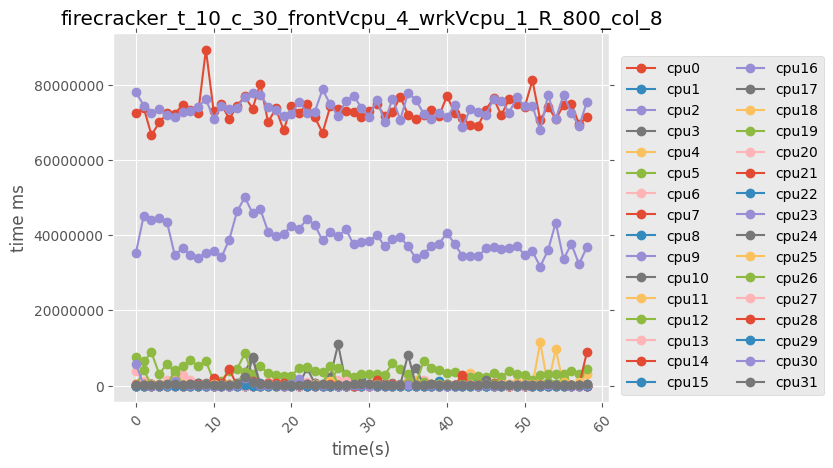 firecracker_t_10_c_30_frontVcpu_4_wrkVcpu_1_R_800_col_8
time ms
80000000
60000000
40000000
20000000
0
0
10
20
30
40
50
60
time(s)
cpu0
cpu1
cpu2
cpu3
cpu4
cpu5
cpu6
cpu7
cpu8
cpu9
cpu10
cpu11
cpu12
cpu13
cpu14
cpu15
cpu16
cpu17
cpu18
cpu19
cpu20
cpu21
cpu22
cpu23
cpu24
cpu25
cpu26
cpu27
cpu28
cpu29
cpu30
cpu31